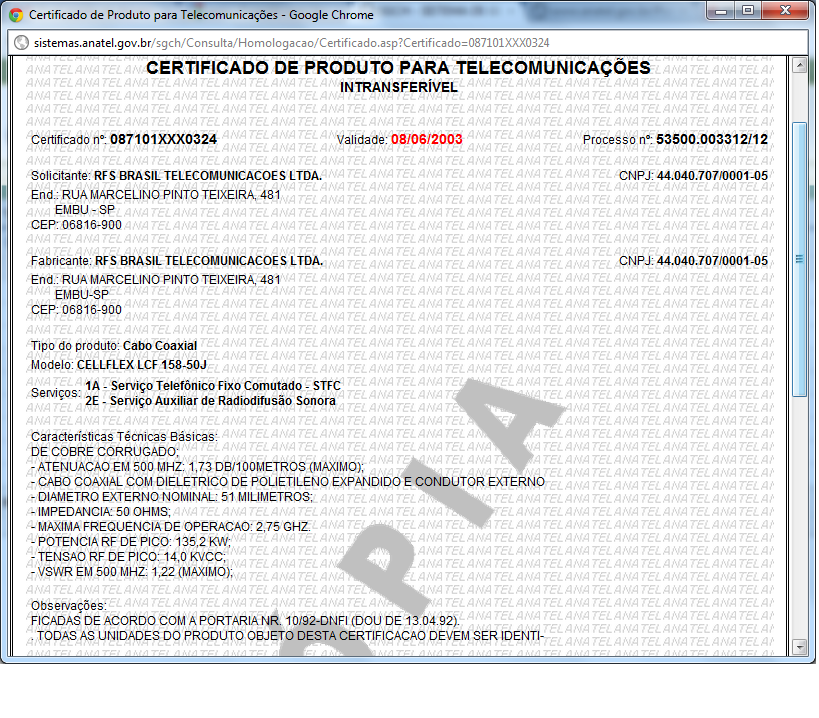 Certificado de Produto para Telecomunicações - Google Chrome
sistemas.anatel.gov.br/sgch/Consulta/Homologacao/Certificado.asp?Certificado=087101XXX0324
CERTIFICADO DE PRODUTO PARA TELECOMUNICAÇÕES
INTRANSFERÍVEL
Certificado nº: 087101XXX0324 Validade: 08/06/2003 Processo nº: 53500.003312/12
Solicitante: RFS BRASIL TELECOMUNICACOES LTDA. CNPJ: 44.040.707/0001-05
End.: RUA MARCELINO PINTO TEIXEIRA, 481
EMBU - SP
CEP: 06816-900
Fabricante: RFS BRASIL TELECOMUNICACOES LTDA. CNPJ: 44.040.707/0001-05
End.: RUA MARCELINO PINTO TEIXEIRA, 481
EMBU-SP
CEP: 06816-900
Tipo do produto: Cabo Coaxial
Modelo: CELLFLEX LCF 158-50J
Serviços: 1A - Serviço Telefônico Fixo Comutado - STFC
2E - Serviço Auxiliar de Radiodifusão Sonora
Características Técnicas Básicas:
DE COBRE CORRUGADO;
- ATENUACAO EM 500 MHZ: 1,73 DB/100METROS (MAXIMO);
- CABO COAXIAL COM DIELETRICO DE POLIETILENO EXPANDIDO E CONDUTOR EXTERNO
- DIAMETRO EXTERNO NOMINAL: 51 MILIMETROS;
- IMPEDANCIA: 50 OHMS;
- MAXIMA FREQUENCIA DE OPERACAO: 2,75 GHZ.
- POTENCIA RF DE PICO: 135,2 KW;
- TENSAO RF DE PICO: 14,0 KVCC;
- VSWR EM 500 MHZ: 1,22 (MAXIMO);
Observações:
FICADAS DE ACORDO COM A PORTARIA NR. 10/92-DNFI (DOU DE 13.04.92).
. TODAS AS UNIDADES DO PRODUTO OBJETO DESTA CERTIFICACAO DEVEM SER IDENTI-
ÓPIA